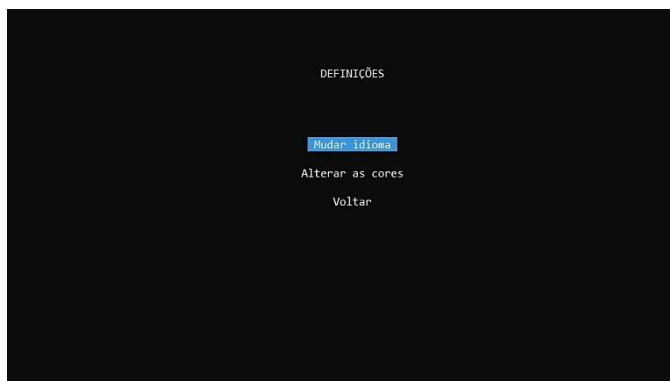 DEFINIÇÕES
Mudar idioma
Alterar as cores
Voltar